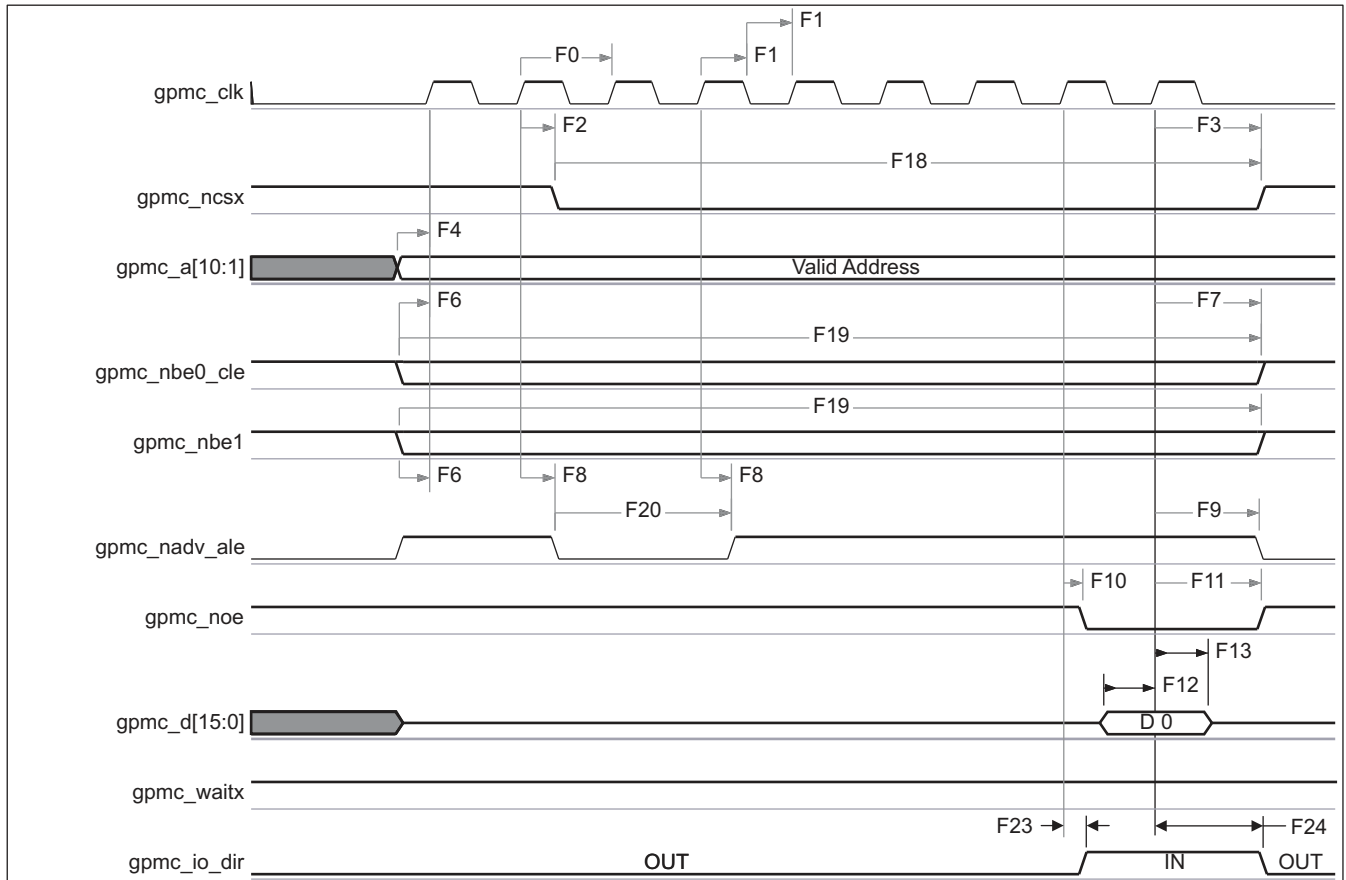 F1
F0 F1
gpmc_clk
F2 F3
F18
gpmc_ncsx
F4
gpmc_a[10:1] Valid Address
F6 F7
F19
gpmc_nbe0_cle
F19
gpmc_nbe1
F6 F8 F8
F20 F9
gpmc_nadv_ale
F10 F11
gpmc_noe
F13
F12
gpmc_d[15:0] D 0
gpmc_waitx
F23 F24
gpmc_io_dir OUT IN OUT